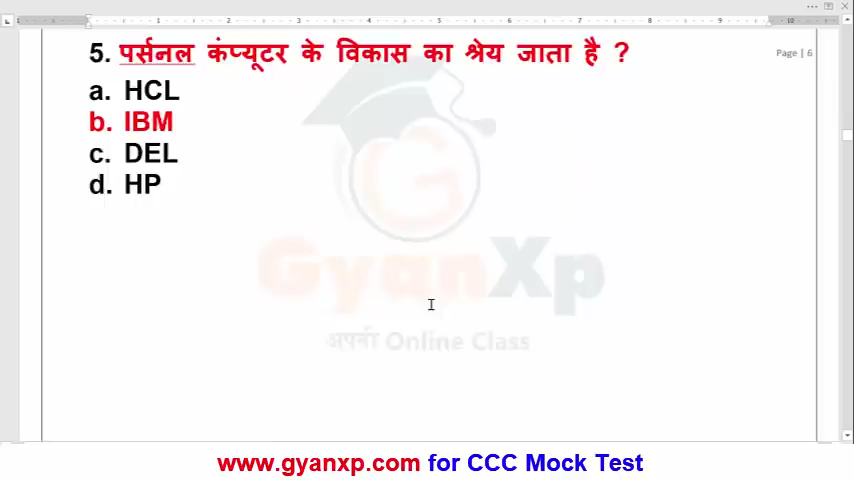 5. पर्सनल कंप्यूटर के विकास का श्रेय जाता है ?
Page | 6
a. HCL
b. IBM
c. DEL
d. HP
GyanXp
अपनी Online Class
www.gyanxp.com for CCC Mock Test